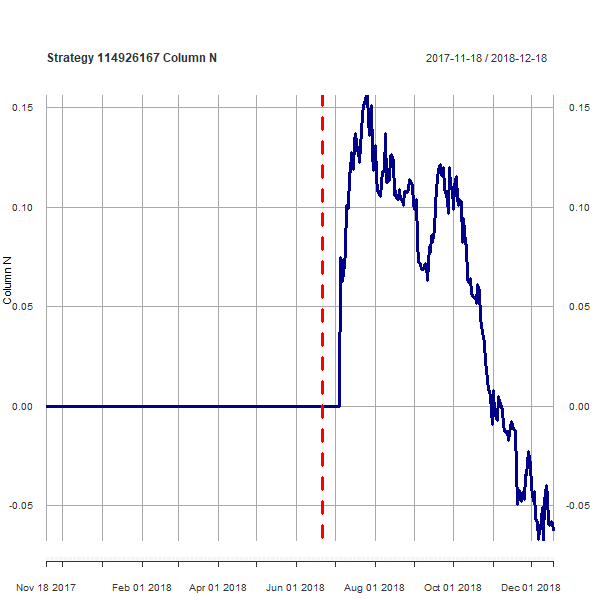 Strategy 114926167 Column N 2017-11-18 / 2018-12-18
0.15 0.15
0.10 0.10
0.05 0.05
Column N
0.00 0.00
-0.05 -0.05
Nov 18 2017 Feb 01 2018 Apr 01 2018 Jun 01 2018 Aug 01 2018 Oct 01 2018 Dec 01 2018